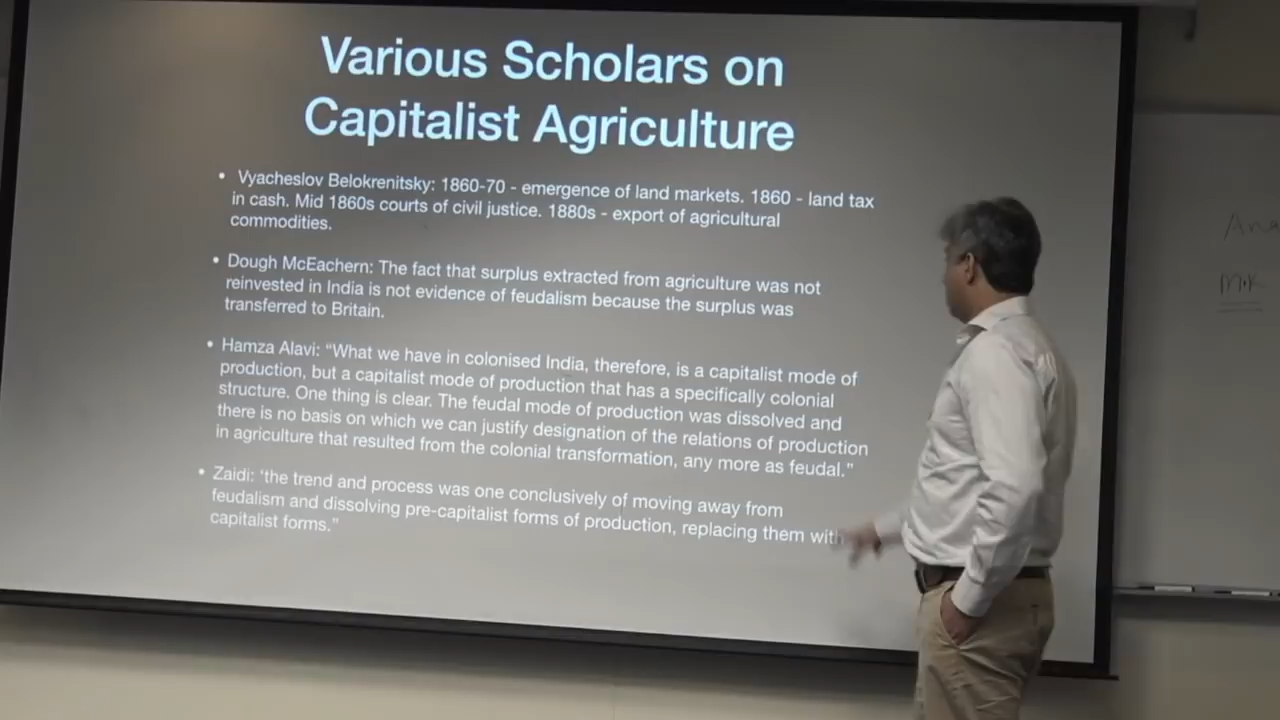 Various Scholars on
Capitalist Agriculture
• Vyacheslov Belokrenitsky: 1860-70 - emergence of land markets. 1860 - land tax
in cash. Mid 1860s courts of civil justice. 1880s - export of agricultural
commodities.
• Dough McEachern: The fact that surplus extracted from agriculture was not
reinvested in India is not evidence of feudalism because the surplus was
transferred to Britain.
• Hamza Alavi: “What we have in colonised India, therefore, is a capitalist mode of
production, but a capitalist mode of production that has a specifically colonial
structure. One thing is clear. The feudal mode of production was dissolved and
there is no basis on which we can justify designation of the relations of production
in agriculture that resulted from the colonial transformation, any more as feudal.”
• Zaidi: ‘the trend and process was one conclusively of moving away from
feudalism and dissolving pre-capitalist forms of production, replacing them with
capitalist forms.”